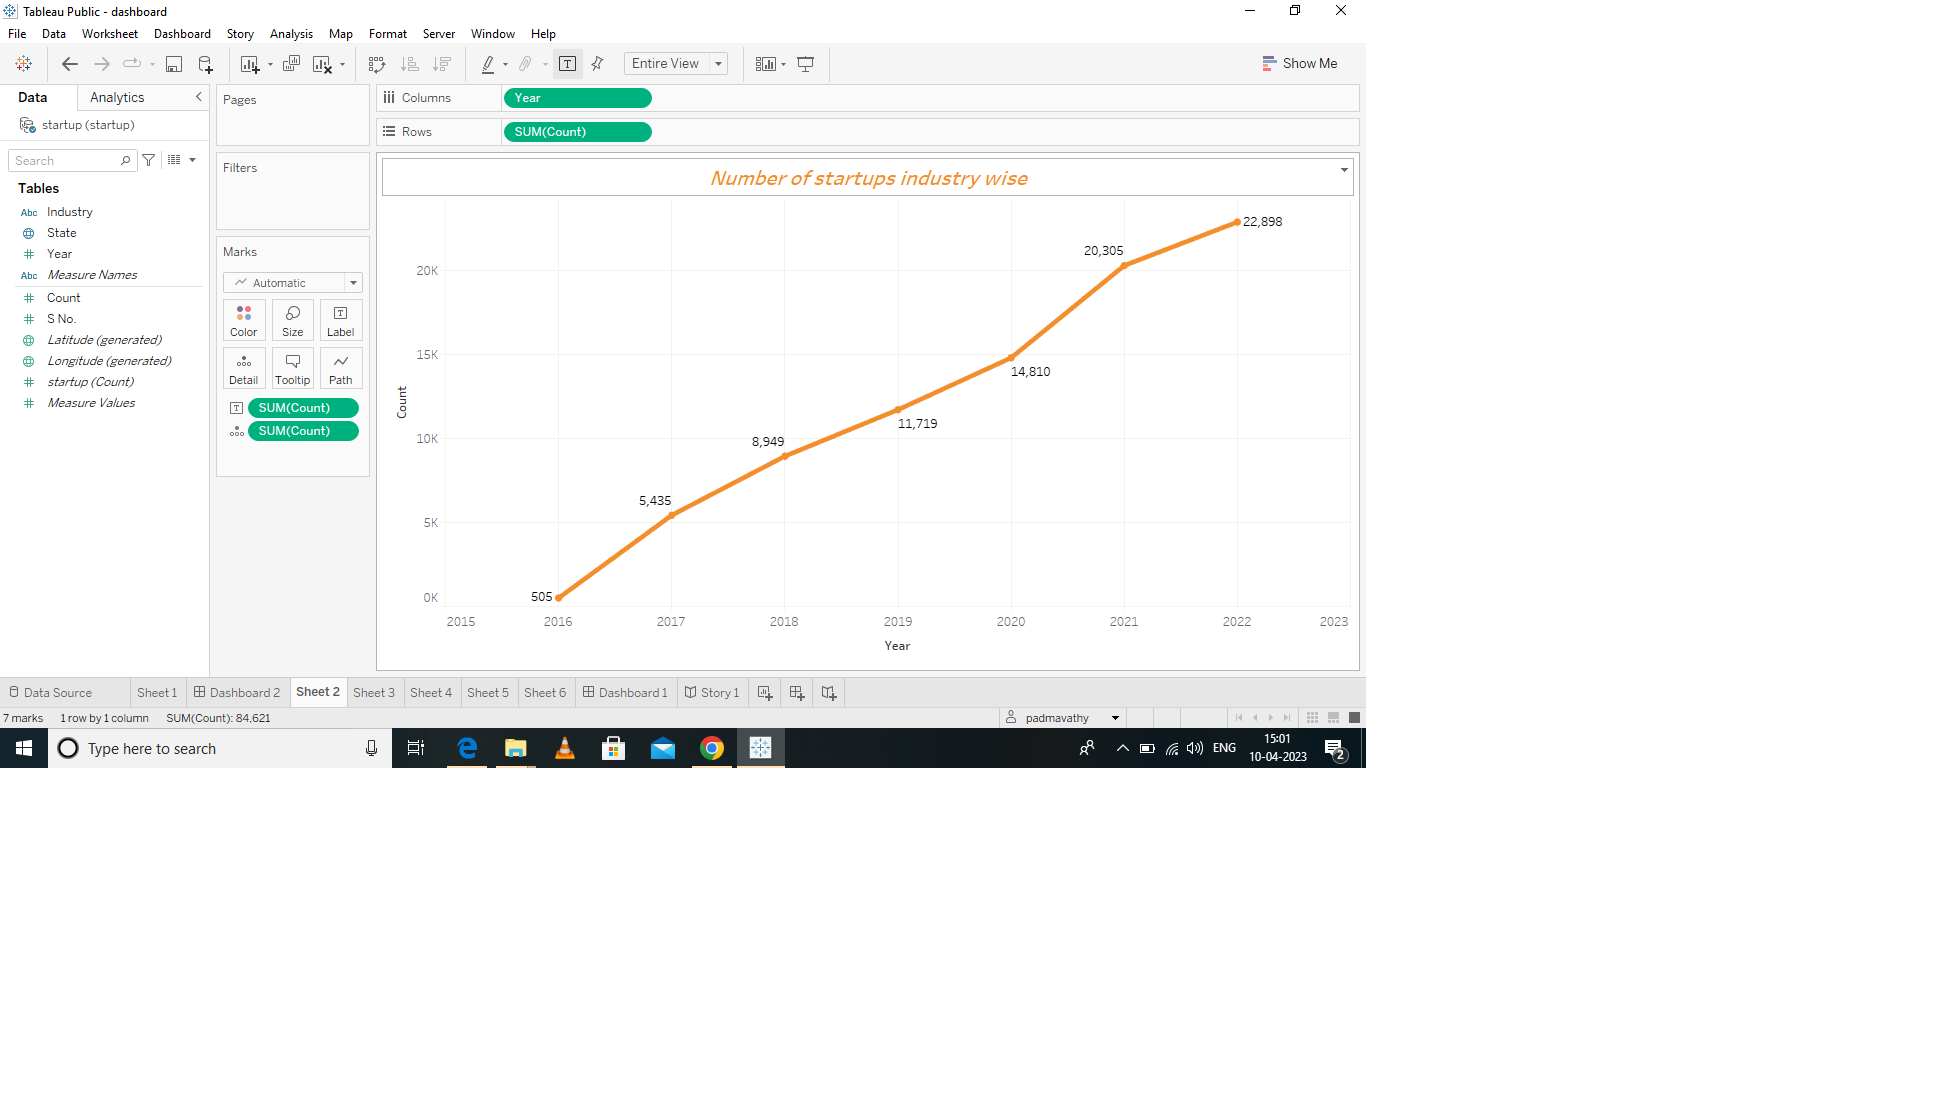 Tableau Public - dashboard
File Data Worksheet Dashboard Story Analysis Map Format Server Window Help
Entire View
Show Me
Data Analytics
startup (startup)
Search
Tables
Abc Industry
State
Year
Abc Measure Names
Count
S No.
Latitude (generated)
Longitude (generated)
startup (Count)
Measure Values
Pages
Filters
Marks
Automatic
Color Size Label
Detail Tooltip Path
SUM(Count)
SUM(Count)
Columns Year
Rows SUM(Count)
Number of startups industry wise
22,898
20,305
20K
15K
14,810
Count
11,719
10K
8,949
5,435
5K
505
0K
2015 2016 2017 2018 2019 2020 2021 2022 2023
Year
Data Source Sheet 1 Dashboard 2 Sheet 2 Sheet 3 Sheet 4 Sheet 5 Sheet 6 Dashboard 1 Story 1
7 marks 1 row by 1 column SUM(Count): 84,621 padmavathy
Type here to search
ENG
15:01
10-04-2023
2